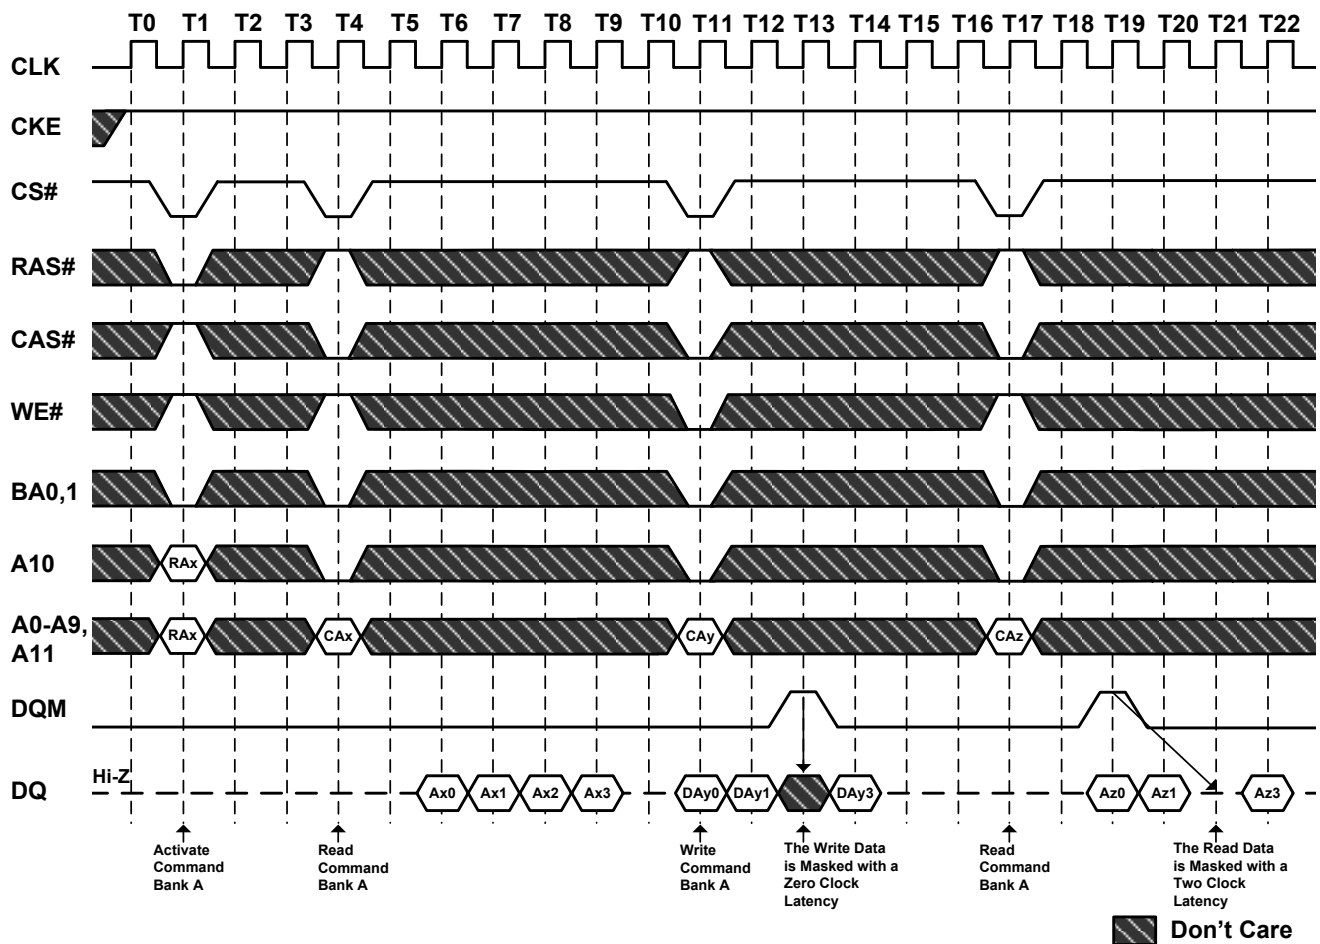 T0 T1 T2 T3 T4 T5 T6 T7 T8 T9 T10 T11 T12 T13 T14 T15 T16 T17 T18 T19 T20 T21 T22
CLK
CKE
CS#
RAS#
CAS#
WE#
BA0,1
A10
RAx
A0-A9,
A11
RAx CAx CAy CAz
DQM
Hi-Z
DQ
Ax0 Ax1 Ax2 Ax3 DAy0 DAy1 DAy3 Az0 Az1 Az3
Activate
Command
Bank A
Read
Command
Bank A
Write
Command
Bank A
The Write Data
is Masked with a
Zero Clock
Latency
Read
Command
Bank A
The Read Data
is Masked with a
Two Clock
Latency
Don't Care